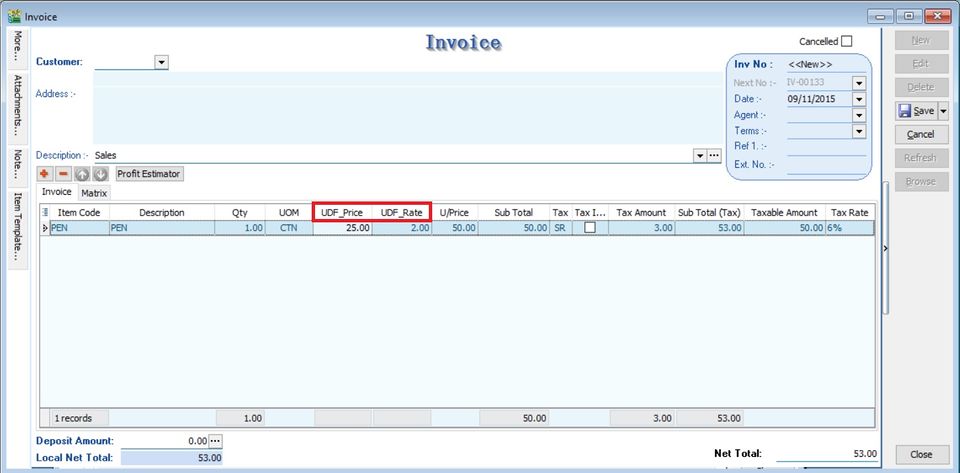 Invoice
Invoice
Cancelled
Customer:
Address :-
Inv No : <<New>>
Next No :- IV-00133
Date :- 09/11/2015
Agent :-
Terms :-
Ref 1. :-
Ext. No. :-
Description :- Sales
Profit Estimator
Invoice Matrix
Item Code Description Qty UOM UDF_Price UDF_Rate U/Price Sub Total Tax Tax I... Tax Amount Sub Total (Tax) Taxable Amount Tax Rate
PEN PEN 1.00 CTN 25.00 2.00 50.00 50.00 SR 3.00 53.00 50.00 6%
1 records 1.00 50.00 3.00 53.00
Deposit Amount: 0.00
Local Net Total: 53.00
Net Total: 53.00
More...
Attachments...
Note...
Item Template...
New
Edit
Delete
Save
Cancel
Refresh
Browse
Close